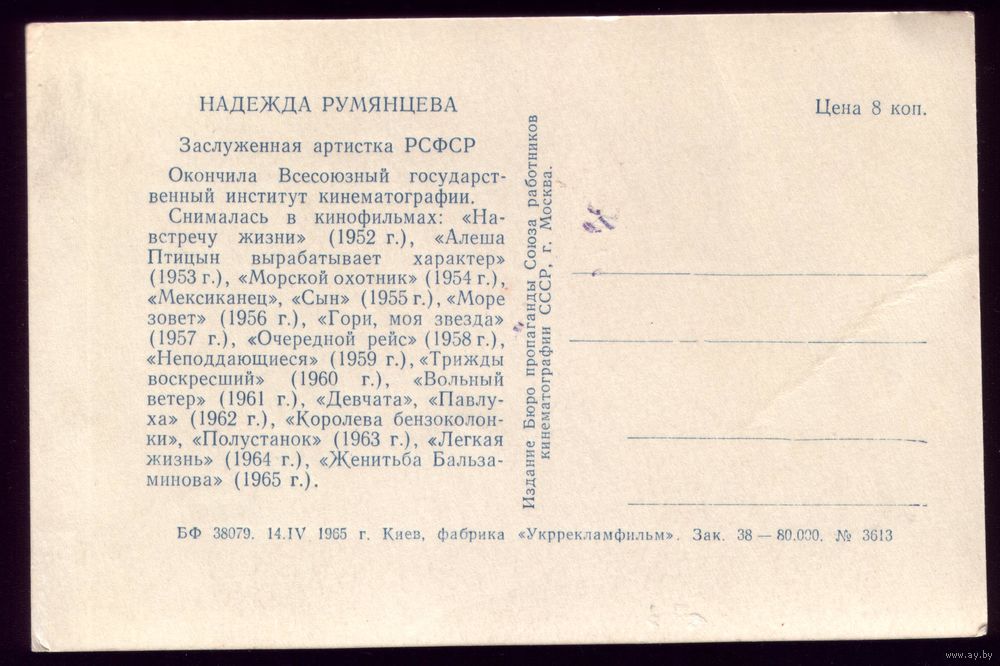 НАДЕЖДА РУМЯНЦЕВА
Заслуженная артистка РСФСР
Окончила Всесоюзный государст-
венный институт кинематографии.
Снималась в кинофильмах: «На-
встречу жизни» (1952 г.), «Алеша
Птицын вырабатывает характер»
(1953 г.), «Морской охотник» (1954 г.),
«Мексиканец», «Сын» (1955 г.), «Море
зовет» (1956 г.), «Гори, моя звезда»
(1957 г.), «Очередной рейс» (1958 г.),
«Неподдающиеся» (1959 г.), «Трижды
воскресший» (1960 г.), «Вольный
ветер» (1961 г.), «Девчата», «Павлу-
ха» (1962 г.), «Королева бензоколон-
ки», «Полустанок» (1963 г.), «Легкая
жизнь» (1964 г.), «Женитьба Бальза-
минова» (1965 г.).
Издание Бюро пропаганды Союза работников
кинематографии СССР, г. Москва.
Цена 8 коп.
БФ 38079. 14.IV 1965 г. Киев, фабрика «Укррекламфильм». Зак. 38 — 80.000. № 3613
www.ay.by